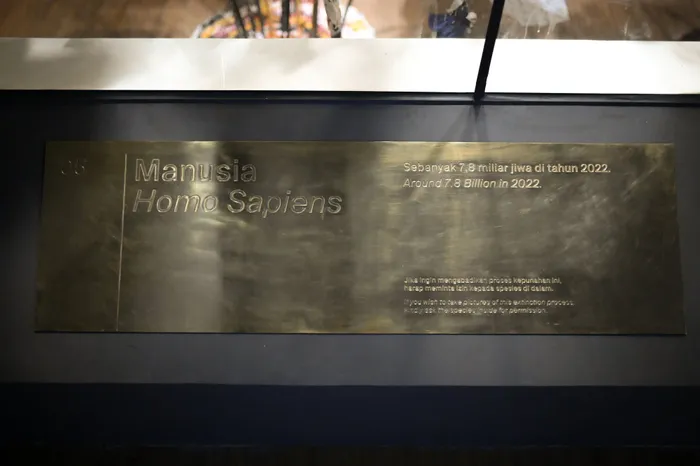 Manusia
Homo Sapiens
Sebanyak 7,8 miliar jiwa di tahun 2022.
Around 7.8 Billion in 2022.
Jika ingin mengabadikan proses kepunahan ini,
harap meminta izin kepada spesies di dalam.
If you wish to take pictures of this extinction process,
kindly ask the species inside for permission.